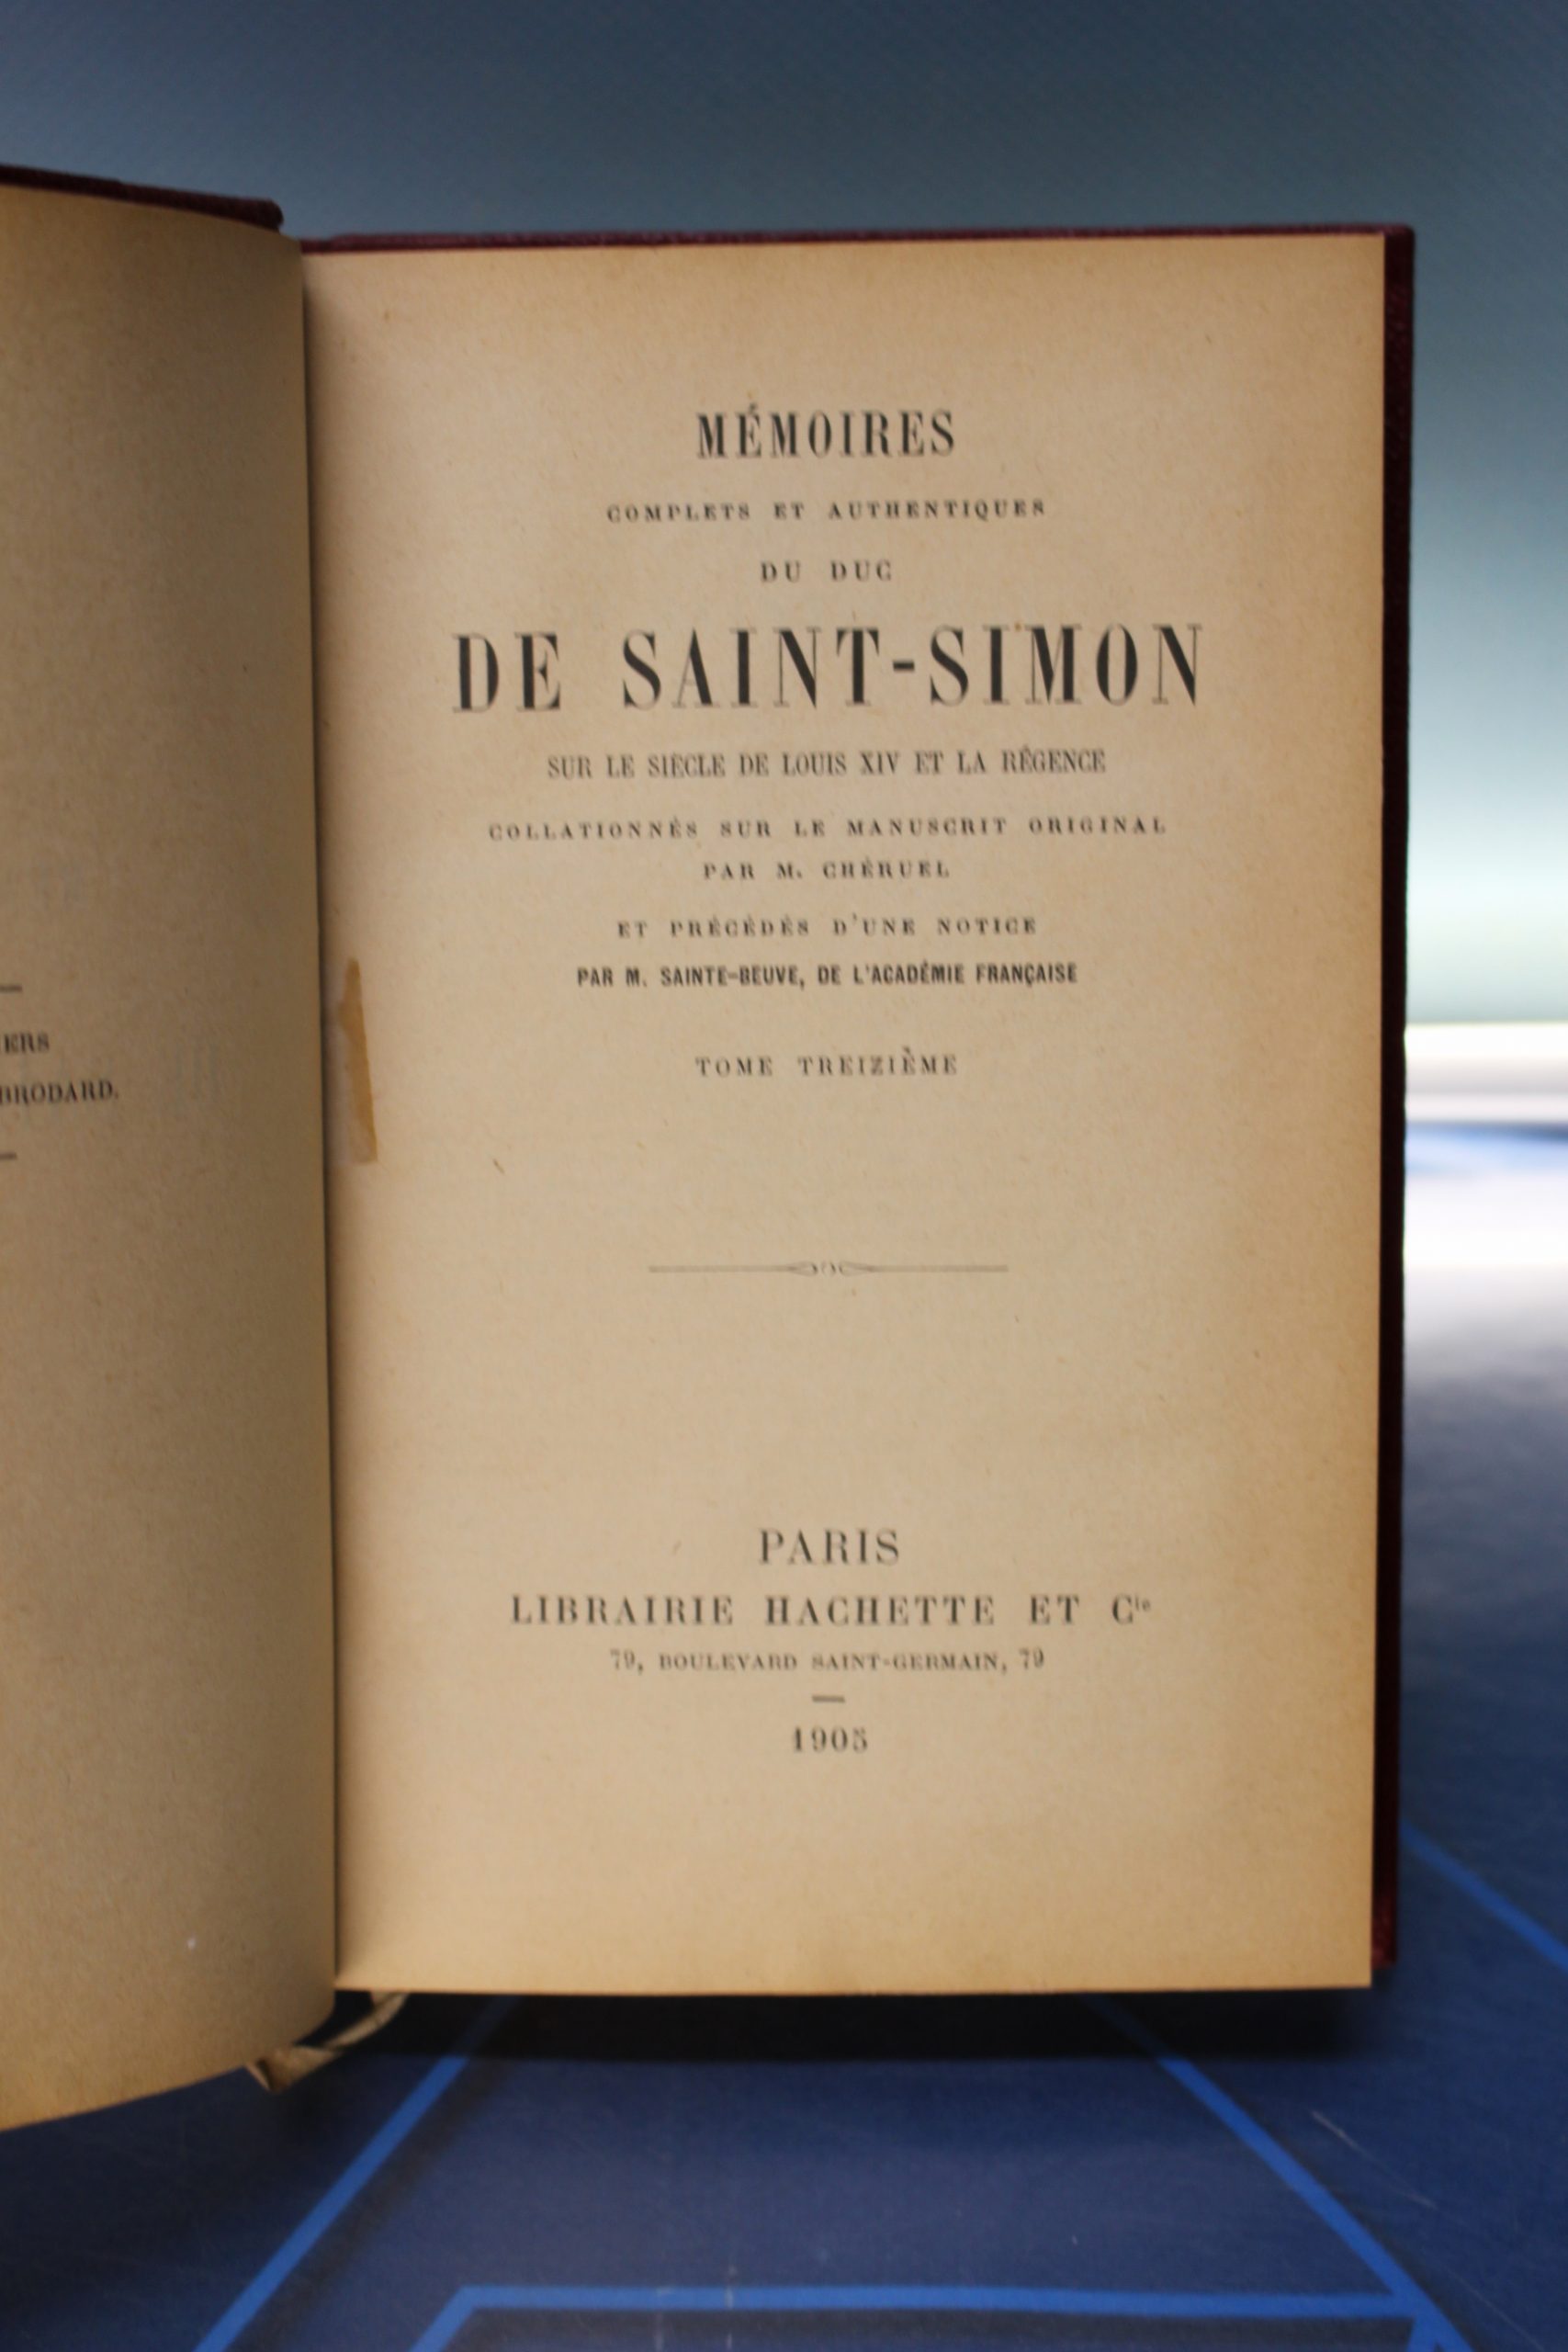 ERS
BRODARD.
MÉMOIRES
COMPLETS ET AUTHENTIQUES
DU DUC
DE SAINT-SIMON
SUR LE SIÈCLE DE LOUIS XIV ET LA RÉGENCE
COLLATIONNÉS SUR LE MANUSCRIT ORIGINAL
PAR M. CHÉRUEL
ET PRÉCÉDÉS D'UNE NOTICE
PAR M. SAINTE-BEUVE, DE L'ACADÉMIE FRANÇAISE
TOME TREIZIÈME
PARIS
LIBRAIRIE HACHETTE ET Cie
79, BOULEVARD SAINT-GERMAIN, 79
1905